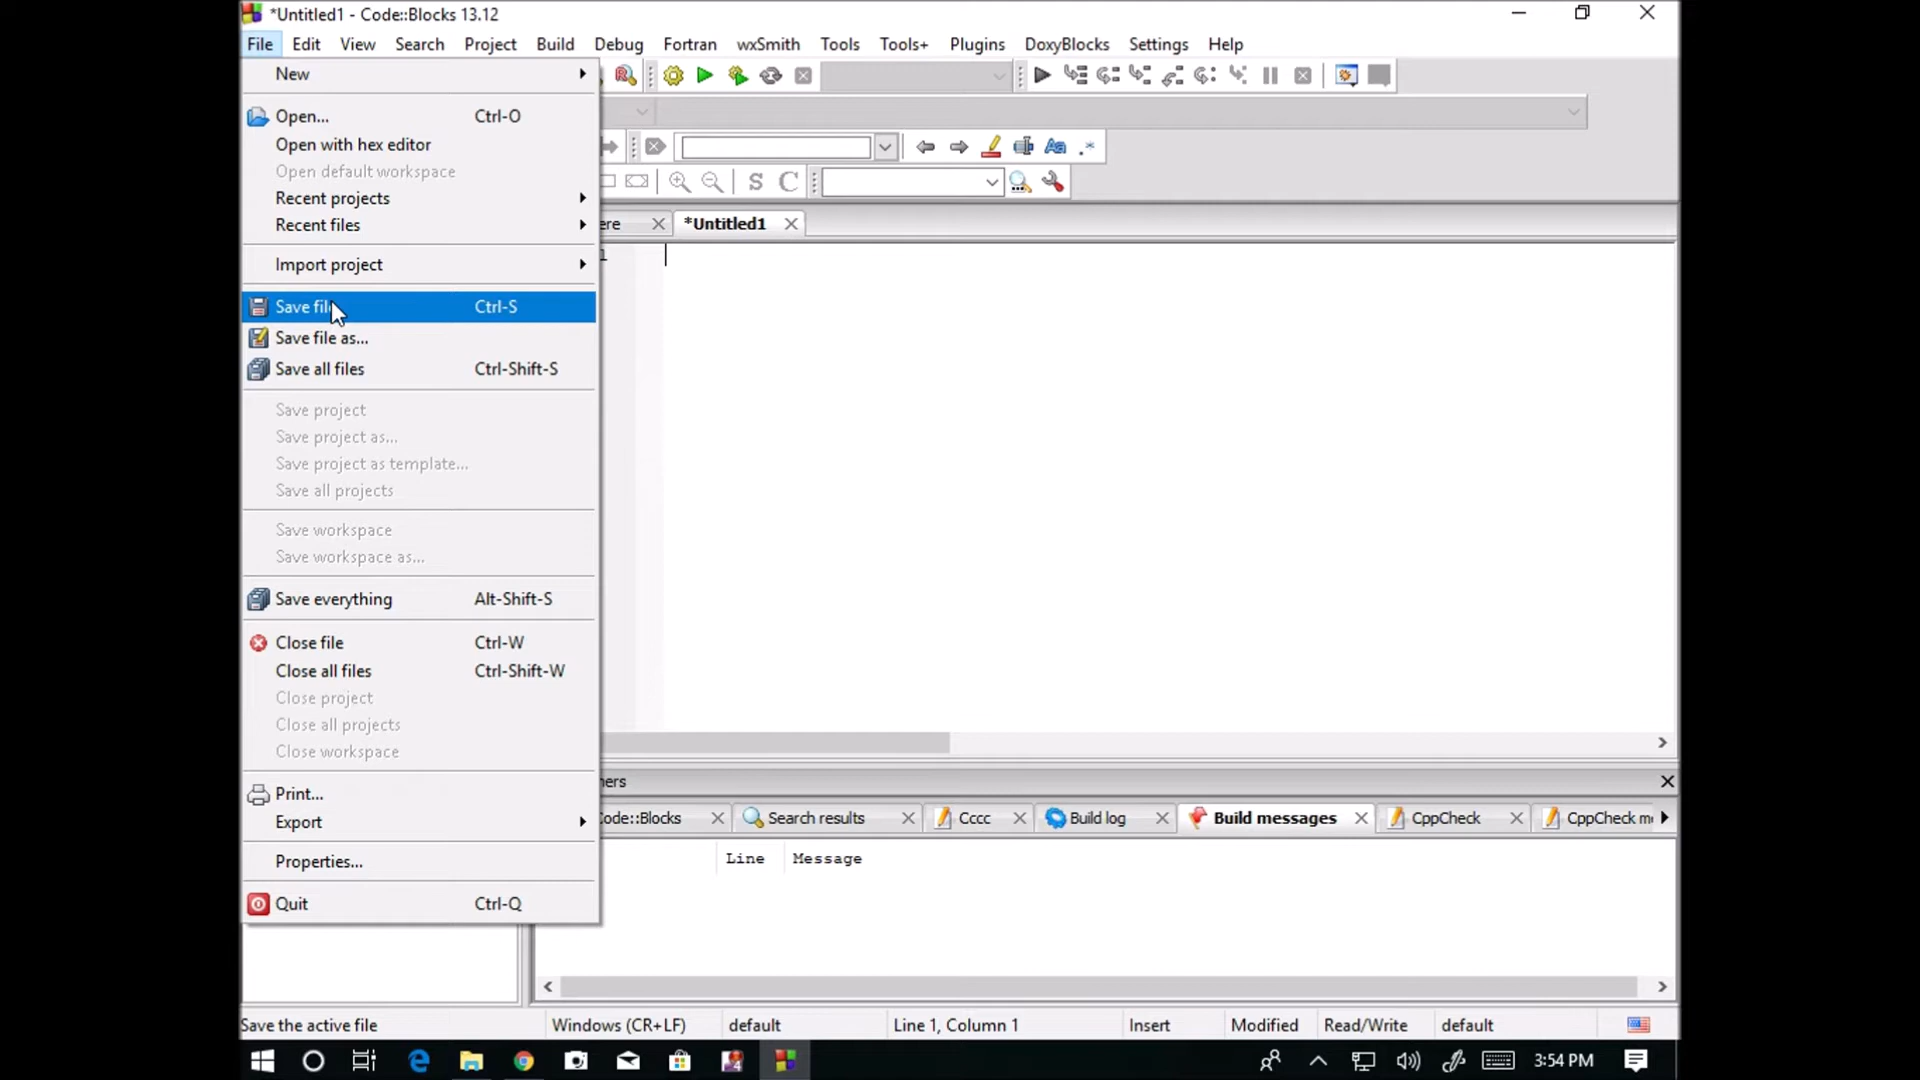 *Untitled1 - Code::Blocks 13.12
File Edit View Search Project Build Debug Fortran wxSmith Tools Tools+ Plugins DoxyBlocks Settings Help
New
Open... Ctrl-O
Open with hex editor
Open default workspace
Recent projects
Recent files
Import project
Save file Ctrl-S
Save file as...
Save all files Ctrl-Shift-S
Save project
Save project as...
Save project as template...
Save all projects
Save workspace
Save workspace as...
Save everything Alt-Shift-S
Close file Ctrl-W
Close all files Ctrl-Shift-W
Close project
Close all projects
Close workspace
Print...
Export
Properties...
Quit Ctrl-Q
S C Aa .*
ere *Untitled1
1
hers
Code::Blocks Search results Cccc Build log Build messages CppCheck CppCheck me
Line Message
Save the active file Windows (CR+LF) default Line 1, Column 1 Insert Modified Read/Write default
3:54 PM